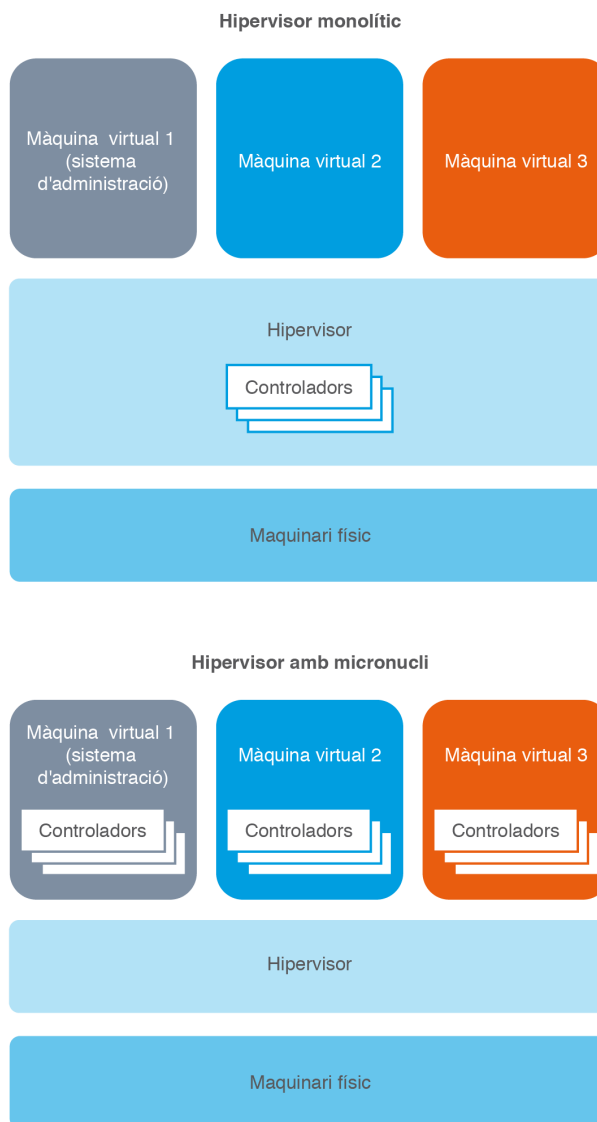 Hipervisor monolític
Màquina virtual 1
(sistema
d'administració)
Màquina virtual 2
Màquina virtual 3
Hipervisor
Controladors
Maquinari físic
Hipervisor amb micronucli
Màquina virtual 1
(sistema
d'administració)
Màquina virtual 2
Màquina virtual 3
Controladors
Controladors
Controladors
Hipervisor
Maquinari físic